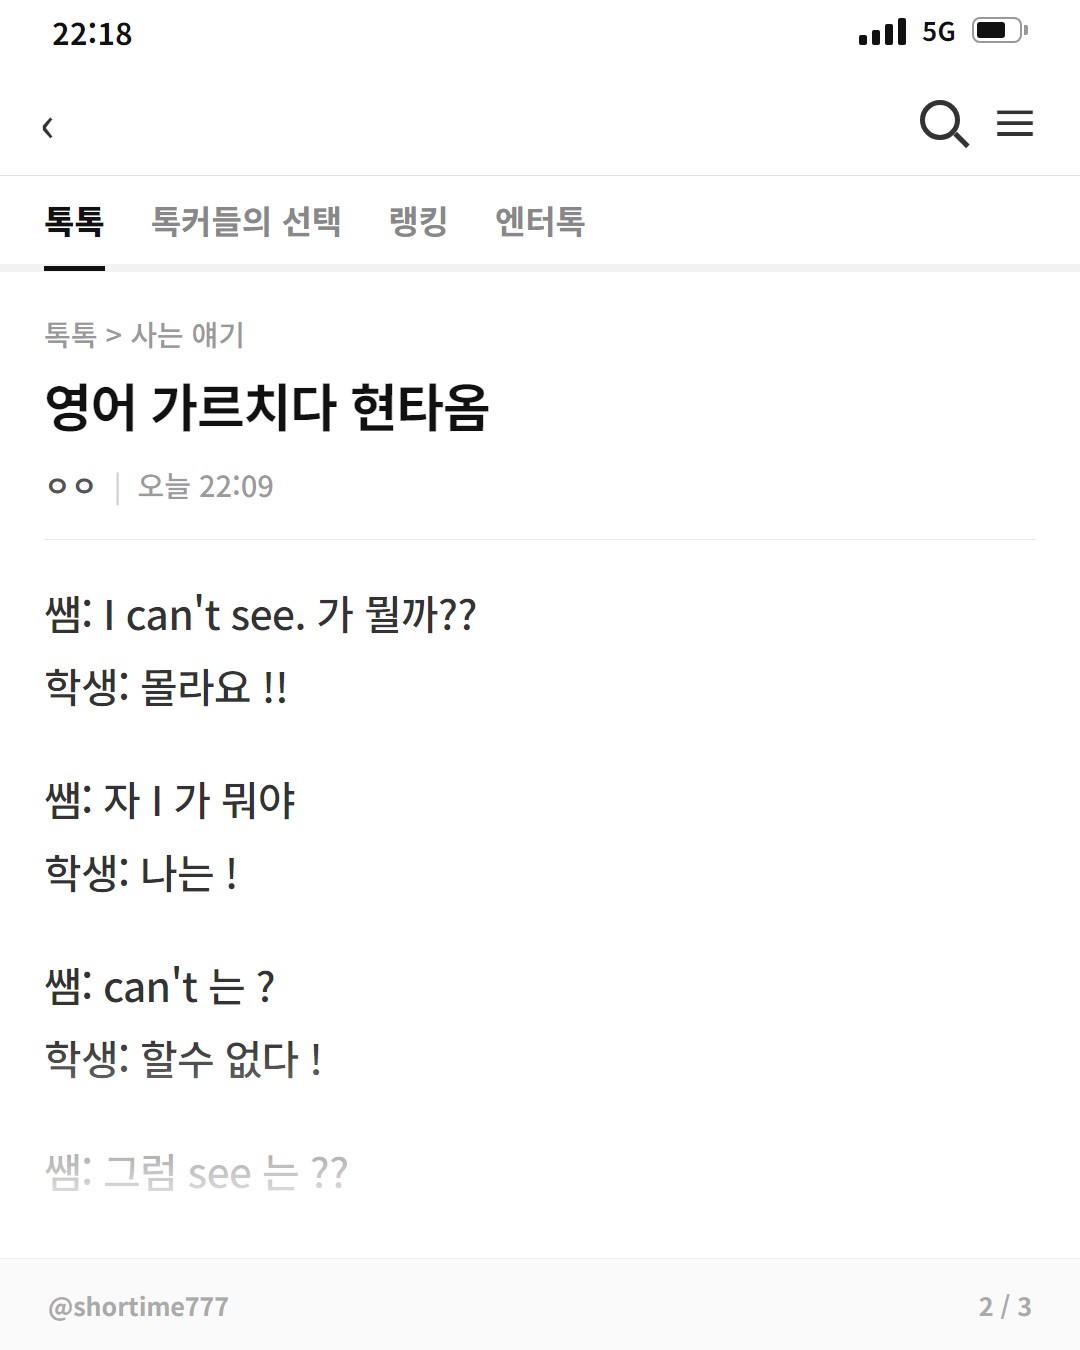 22:18
5G
톡톡 톡커들의 선택 랭킹 엔터톡
톡톡 > 사는 얘기
영어 가르치다 현타옴
ㅇㅇ | 오늘 22:09
쌤: I can't see. 가 뭘까??
학생: 몰라요 !!
쌤: 자 I 가 뭐야
학생: 나는 !
쌤: can't 는 ?
학생: 할수 없다 !
쌤: 그럼 see 는 ??
@shortime777
2 / 3